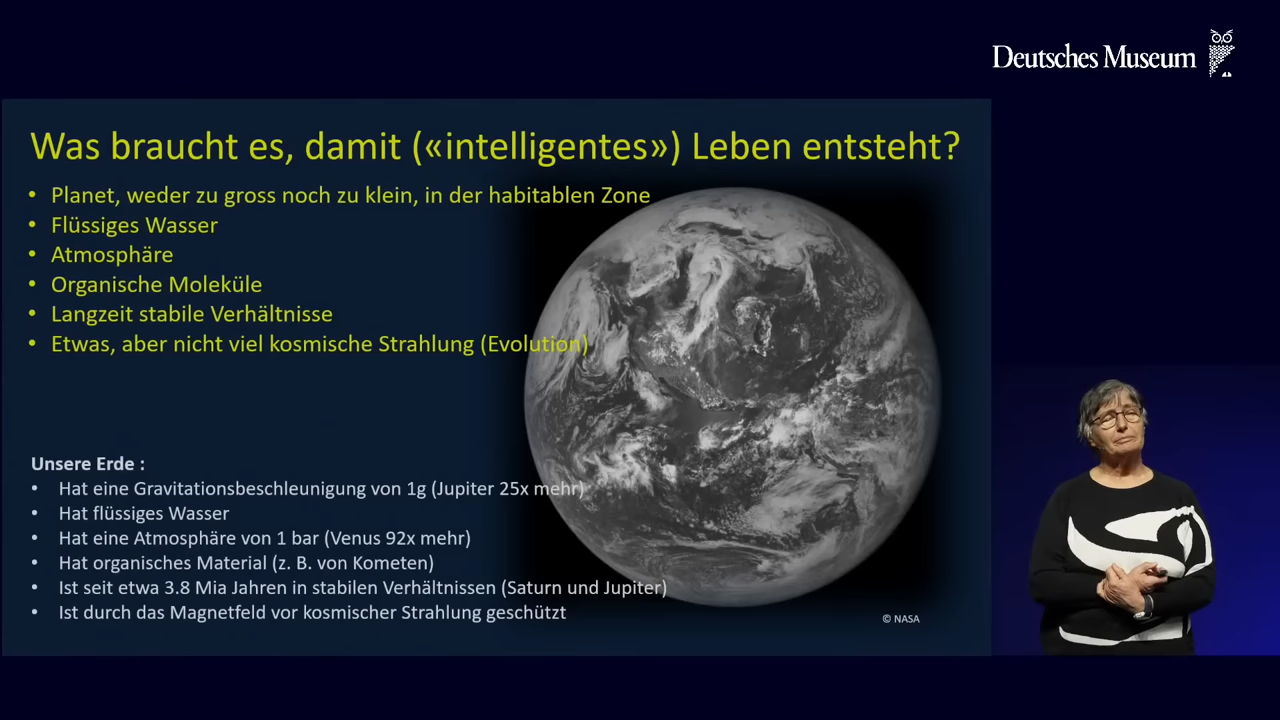 Deutsches Museum
Was braucht es, damit («intelligentes») Leben entsteht?
• Planet, weder zu gross noch zu klein, in der habitablen Zone
• Flüssiges Wasser
• Atmosphäre
• Organische Moleküle
• Langzeit stabile Verhältnisse
• Etwas, aber nicht viel kosmische Strahlung (Evolution)
Unsere Erde :
• Hat eine Gravitationsbeschleunigung von 1g (Jupiter 25x mehr)
• Hat flüssiges Wasser
• Hat eine Atmosphäre von 1 bar (Venus 92x mehr)
• Hat organisches Material (z. B. von Kometen)
• Ist seit etwa 3.8 Mia Jahren in stabilen Verhältnissen (Saturn und Jupiter)
• Ist durch das Magnetfeld vor kosmischer Strahlung geschützt
© NASA